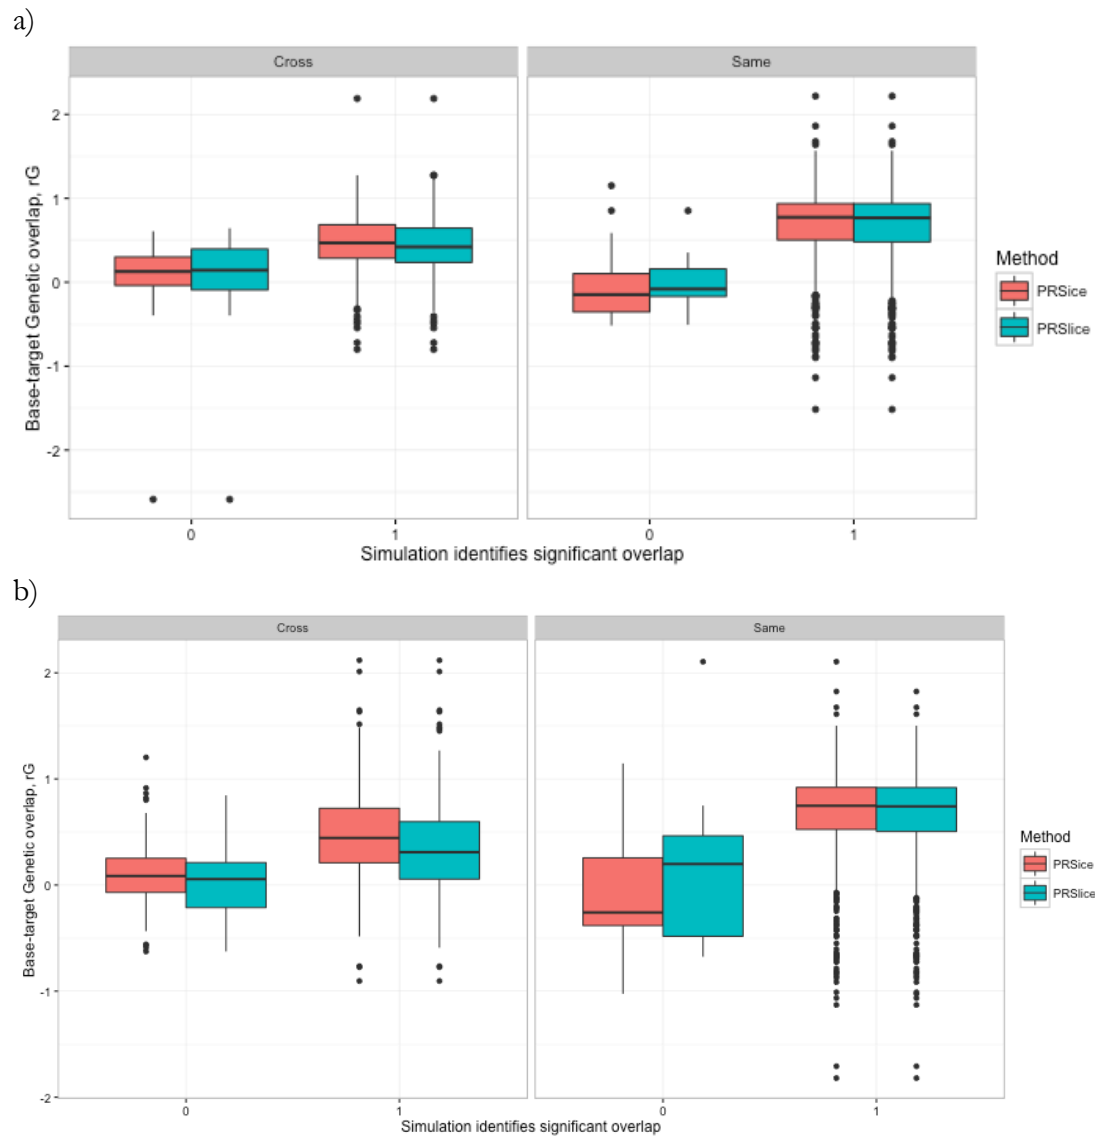 a)
Cross
Same
Base-target Genetic overlap, rG
2
1
0
-1
-2
0
1
0
1
Simulation identifies significant overlap
Method
PRSice
PRSlice
b)
Cross
Same
Base-target Genetic overlap, rG
2
1
0
-1
-2
0
1
0
1
Simulation identifies significant overlap
Method
PRSice
PRSlice